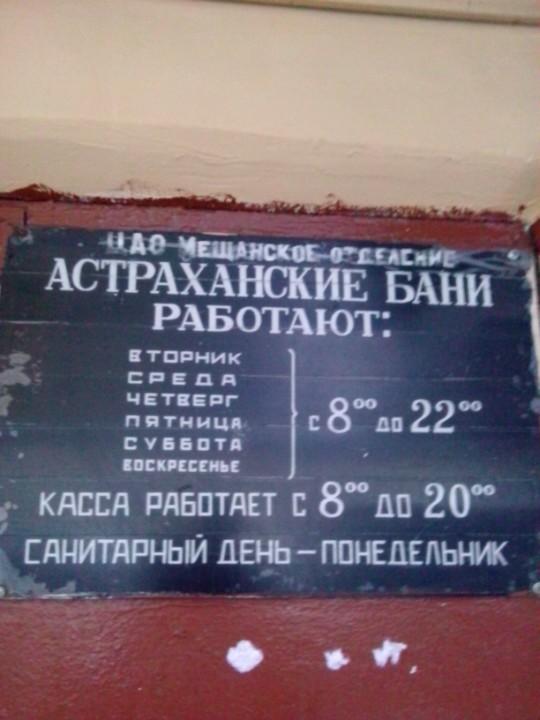 ЦАО МЕЩАНСКОЕ ОТДЕЛЕНИЕ
АСТРАХАНСКИЕ БАНИ
РАБОТАЮТ:
ВТОРНИК
СРЕДА
ЧЕТВЕРГ
ПЯТНИЦА
СУББОТА
ВОСКРЕСЕНЬЕ
с 8⁰⁰ до 22⁰⁰
КАССА РАБОТАЕТ С 8⁰⁰ ДО 20⁰⁰
САНИТАРНЫЙ ДЕНЬ – ПОНЕДЕЛЬНИК